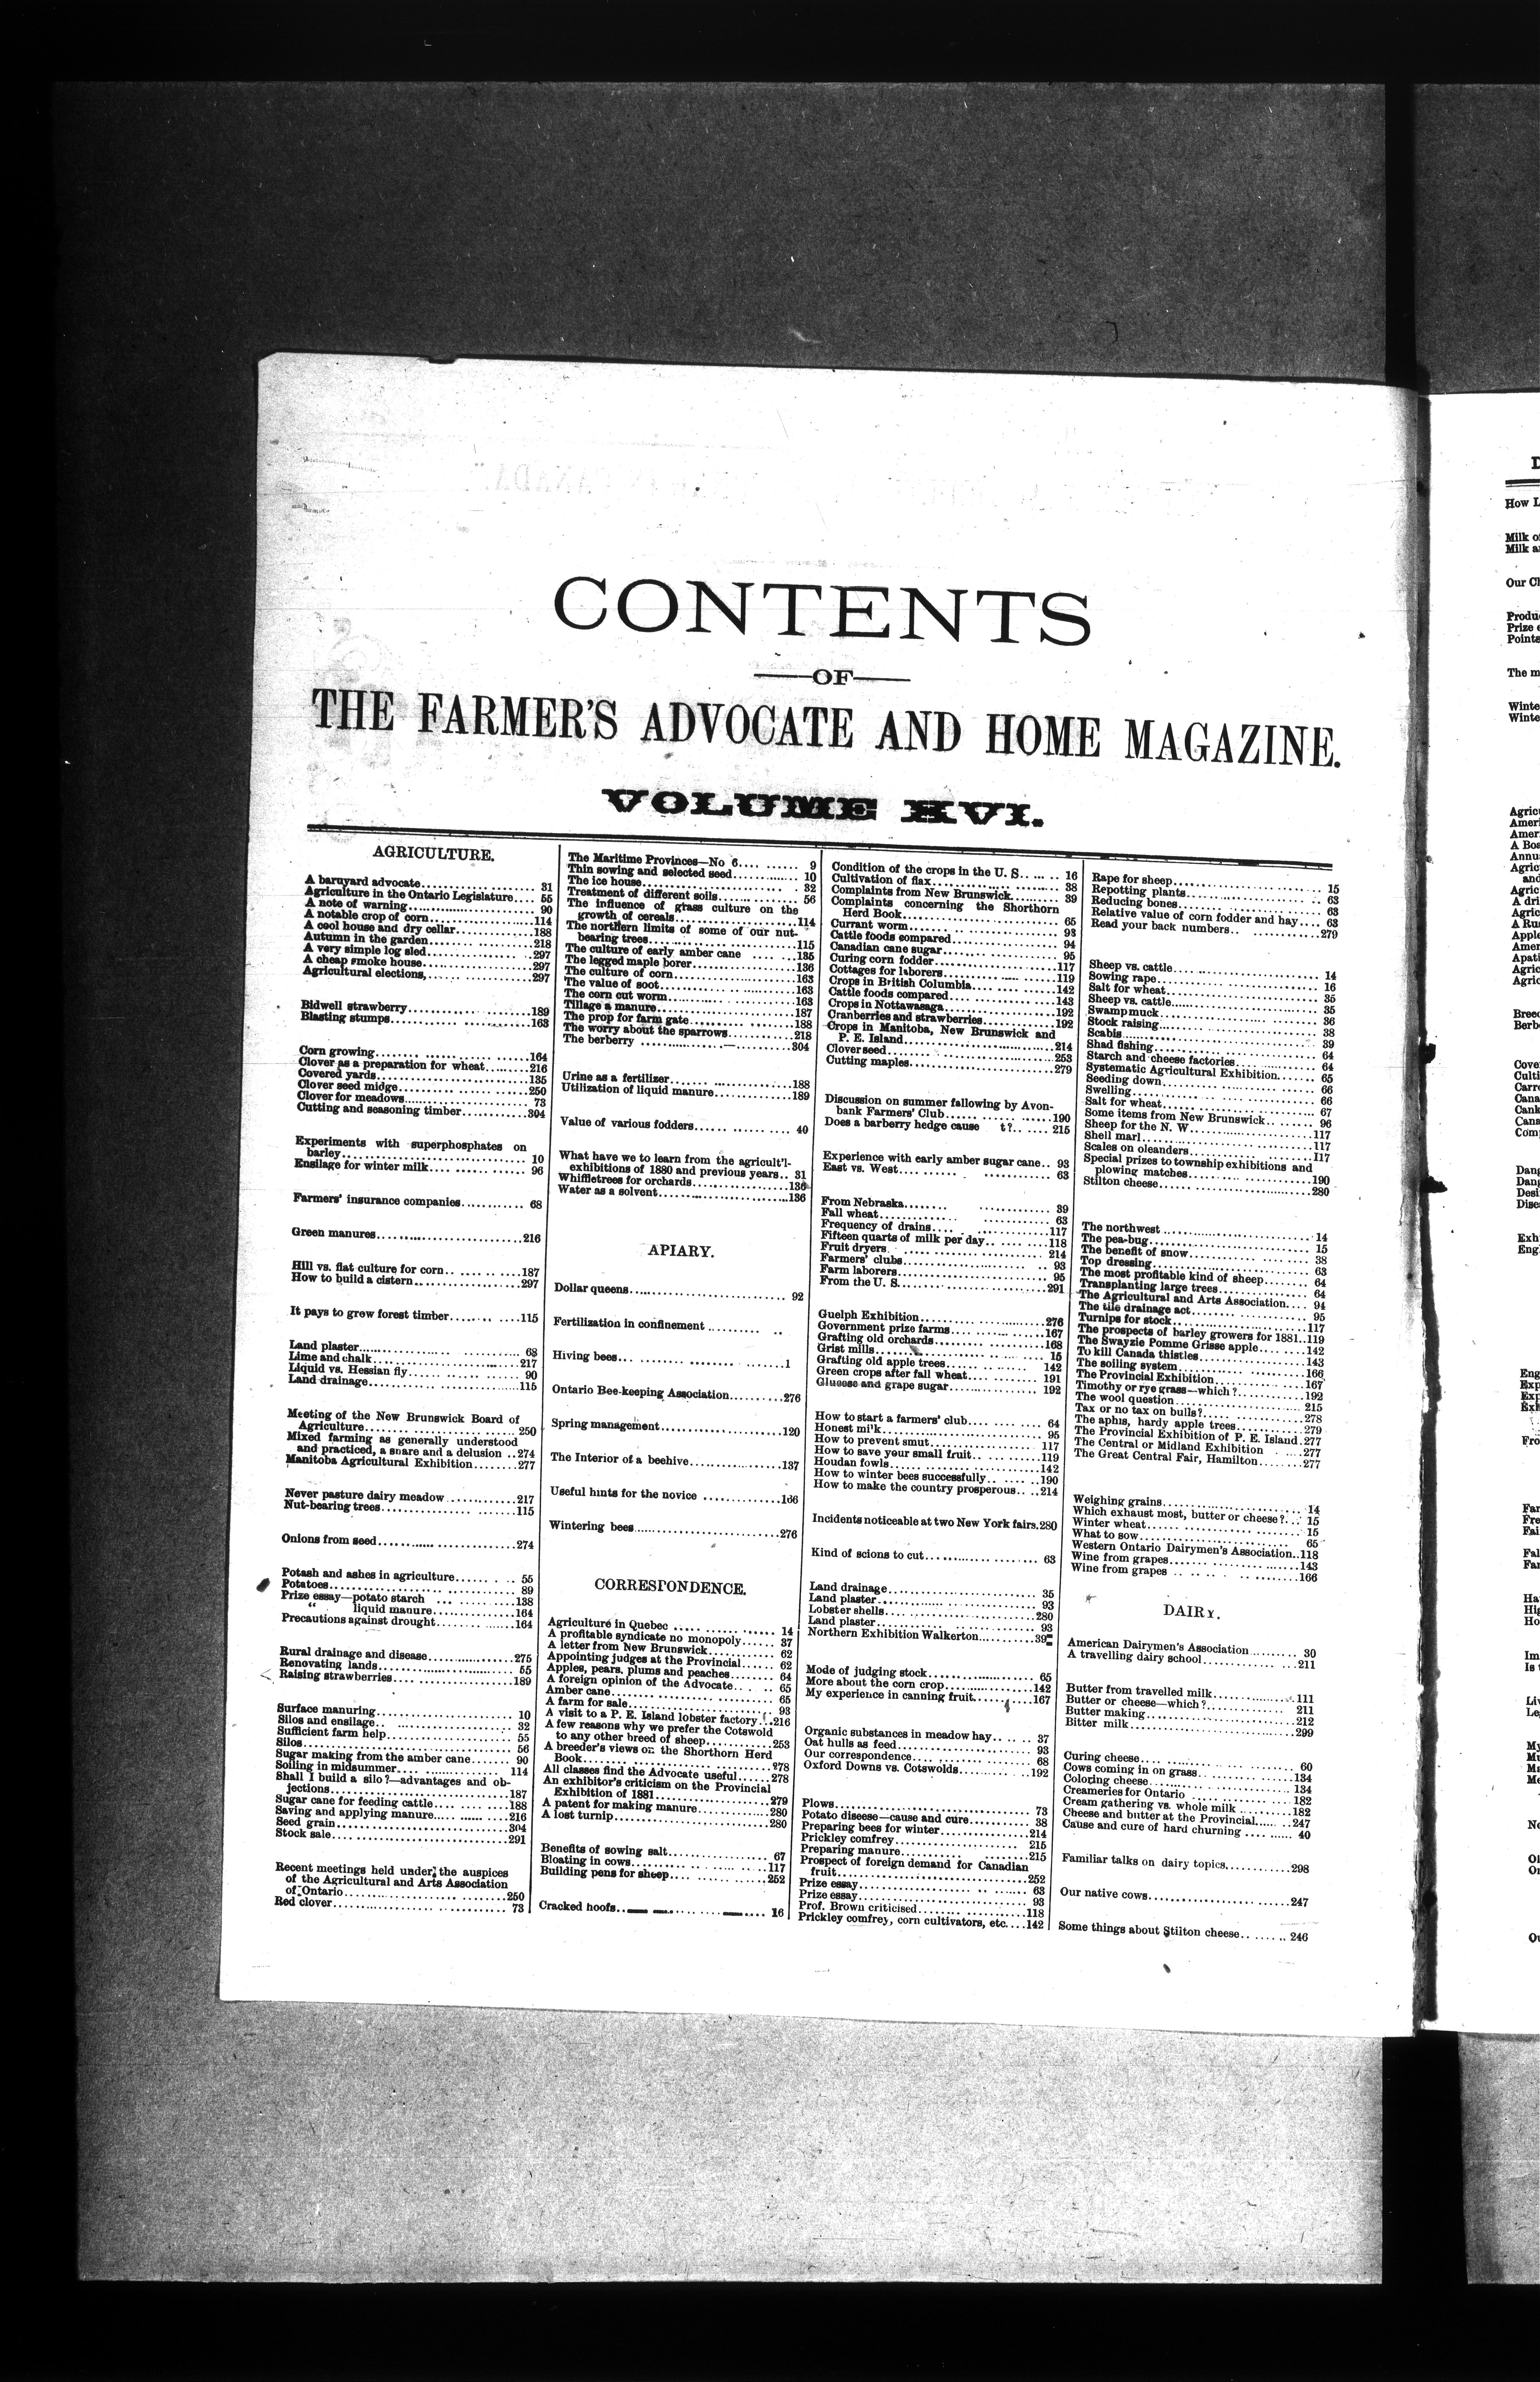 CONTENTS
OF
THE FARMER'S ADVOCATE AND HOME MAGAZINE.
VOLUME XVI.
AGRICULTURE.
A barnyard advocate 31
Agriculture in the Ontario Legislature 55
A note of warning 90
A notable crop of corn 114
A cool house and dry cellar 188
Autumn in the garden 218
A very simple log sled 297
A cheap smoke house 297
Agricultural elections, 297
Bidwell strawberry 189
Blasting stumps 163
Corn growing 164
Clover as a preparation for wheat 216
Covered yards 135
Clover seed midge 250
Clover for meadows 73
Cutting and seasoning timber 304
Experiments with superphosphates on
barley 10
Ensilage for winter milk 96
Farmers' insurance companies 68
Green manures 216
Hill vs. flat culture for corn 187
How to build a cistern 297
It pays to grow forest timber 115
Land plaster 68
Lime and chalk 217
Liquid vs. Hessian fly 90
Land drainage 115
Meeting of the New Brunswick Board of
Agriculture 250
Mixed farming as generally understood
and practiced, a snare and a delusion 274
Manitoba Agricultural Exhibition 277
Never pasture dairy meadow 217
Nut-bearing trees 115
Onions from seed 274
Potash and ashes in agriculture 55
Potatoes 89
Prize essay—potato starch 138
" liquid manure 164
Precautions against drought 164
Rural drainage and disease 275
Renovating lands 55
Raising strawberries 189
Surface manuring 10
Silos and ensilage 32
Sufficient farm help 55
Silos 56
Sugar making from the amber cane 90
Soiling in midsummer 114
Shall I build a silo?—advantages and ob-
jections 187
Sugar cane for feeding cattle 188
Saving and applying manure 216
Seed grain 304
Stock sale 291
Recent meetings held under the auspices
of the Agricultural and Arts Association
of Ontario 250
Red clover 73
The Maritime Provinces—No 6 9
Thin sowing and selected seed 10
The ice house 32
Treatment of different soils 56
The influence of grass culture on the
growth of cereals 114
The northern limits of some of our nut-
bearing trees 115
The culture of early amber cane 135
The legged maple borer 136
The culture of corn 163
The value of soot 163
The corn cut worm 163
Tillage a manure 187
The prop for farm gate 188
The worry about the sparrows 218
The berberry 304
Urine as a fertilizer 188
Utilization of liquid manure 189
Value of various fodders 40
What have we to learn from the agricult'l-
exhibitions of 1880 and previous years 31
Whiffletrees for orchards 136
Water as a solvent 136
APIARY.
Dollar queens 92
Fertilization in confinement
Hiving bees 1
Ontario Bee-keeping Association 276
Spring management 120
The Interior of a beehive 137
Useful hints for the novice 166
Wintering bees 276
CORRESPONDENCE.
Agriculture in Quebec 14
A profitable syndicate no monopoly 37
A letter from New Brunswick 62
Appointing judges at the Provincial 62
Apples, pears, plums and peaches 64
A foreign opinion of the Advocate 65
Amber cane 65
A farm for sale 93
A visit to a P. E. Island lobster factory 216
A few reasons why we prefer the Cotswold
to any other breed of sheep 253
A breeder's views on the Shorthorn Herd
Book 278
All classes find the Advocate useful 278
An exhibitor's criticism on the Provincial
Exhibition of 1881 279
A patent for making manure 280
A lost turnip 280
Benefits of sowing salt 67
Bloating in cows 117
Building pens for sheep 252
Cracked hoofs 16
Condition of the crops in the U. S. 16
Cultivation of flax 38
Complaints from New Brunswick 39
Complaints concerning the Shorthorn
Herd Book 65
Currant worm 93
Cattle foods compared 94
Canadian cane sugar 95
Curing corn fodder 117
Cottages for laborers 119
Crops in British Columbia 142
Cattle foods compared 143
Crops in Nottawasaga 192
Cranberries and strawberries 192
Crops in Manitoba, New Brunswick and
P. E. Island 214
Clover seed 253
Cutting maples 279
Discussion on summer fallowing by Avon-
bank Farmers' Club 190
Does a barberry hedge cause t? 215
Experience with early amber sugar cane 93
East vs. West 63
From Nebraska 39
Fall wheat 63
Frequency of drains 117
Fifteen quarts of milk per day 118
Fruit dryers 214
Farmers' clubs 93
Farm laborers 95
From the U. S. 291
Guelph Exhibition 276
Government prize farms 167
Grafting old orchards 168
Grist mills 15
Grafting old apple trees 142
Green crops after fall wheat 191
Glucose and grape sugar 192
How to start a farmers' club 64
Honest milk 95
How to prevent smut 117
How to save your small fruit 119
Houdan fowls 142
How to winter bees successfully 190
How to make the country prosperous 214
Incidents noticeable at two New York fairs. 280
Kind of scions to cut 63
Land drainage 35
Land plaster 93
Lobster shells 280
Land plaster 93
Northern Exhibition Walkerton 39
Mode of judging stock 65
More about the corn crop 142
My experience in canning fruit 167
Organic substances in meadow hay 37
Oat hulls as feed 93
Our correspondence 68
Oxford Downs vs. Cotswolds 192
Plows 73
Potato disease—cause and cure 38
Preparing bees for winter 214
Prickley comfrey 215
Preparing manure 215
Prospect of foreign demand for Canadian
fruit 252
Prize essay 63
Prize essay 93
Prof. Brown criticised 118
Prickley comfrey, corn cultivators, etc. 142
Rape for sheep 15
Repotting plants 63
Reducing bones 63
Relative value of corn fodder and hay 63
Read your back numbers 279
Sheep vs. cattle 14
Sowing rape 16
Salt for wheat 35
Sheep vs. cattle 35
Swamp muck 36
Stock raising 38
Scabis 39
Shad fishing 64
Starch and cheese factories 64
Systematic Agricultural Exhibition 65
Seeding down 66
Swelling 66
Salt for wheat 67
Some items from New Brunswick 96
Sheep for the N. W. 117
Shell marl 117
Scales on oleanders 117
Special prizes to township exhibitions and
plowing matches 190
Stilton cheese 280
The northwest 14
The pea-bug 15
The benefit of snow 38
Top dressing 63
The most profitable kind of sheep 64
Transplanting large trees 64
The Agricultural and Arts Association 94
The tile drainage act 95
Turnips for stock 117
The prospects of barley growers for 1881 119
The Swayzie Pomme Grisse apple 142
To kill Canada thistles 143
The soiling system 166
The Provincial Exhibition 167
Timothy or rye grass—which? 192
The wool question 215
Tax or no tax on bulls? 278
The aphis, hardy apple trees 279
The Provincial Exhibition of P. E. Island. 277
The Central or Midland Exhibition 277
The Great Central Fair, Hamilton 277
Weighing grains 14
Which exhaust most, butter or cheese? 15
Winter wheat 15
What to sow 65
Western Ontario Dairymen's Association 118
Wine from grapes 143
Wine from grapes 166
DAIRY.
American Dairymen's Association 30
A travelling dairy school 211
Butter from travelled milk 111
Butter or cheese—which? 211
Butter making 212
Bitter milk 299
Curing cheese 60
Cows coming in on grass 134
Coloring cheese 134
Creameries for Ontario 182
Cream gathering vs. whole milk 182
Cheese and butter at the Provincial 247
Cause and cure of hard churning 40
Familiar talks on dairy topics 298
Our native cows 247
Some things about Stilton cheese 246
How
Our
The